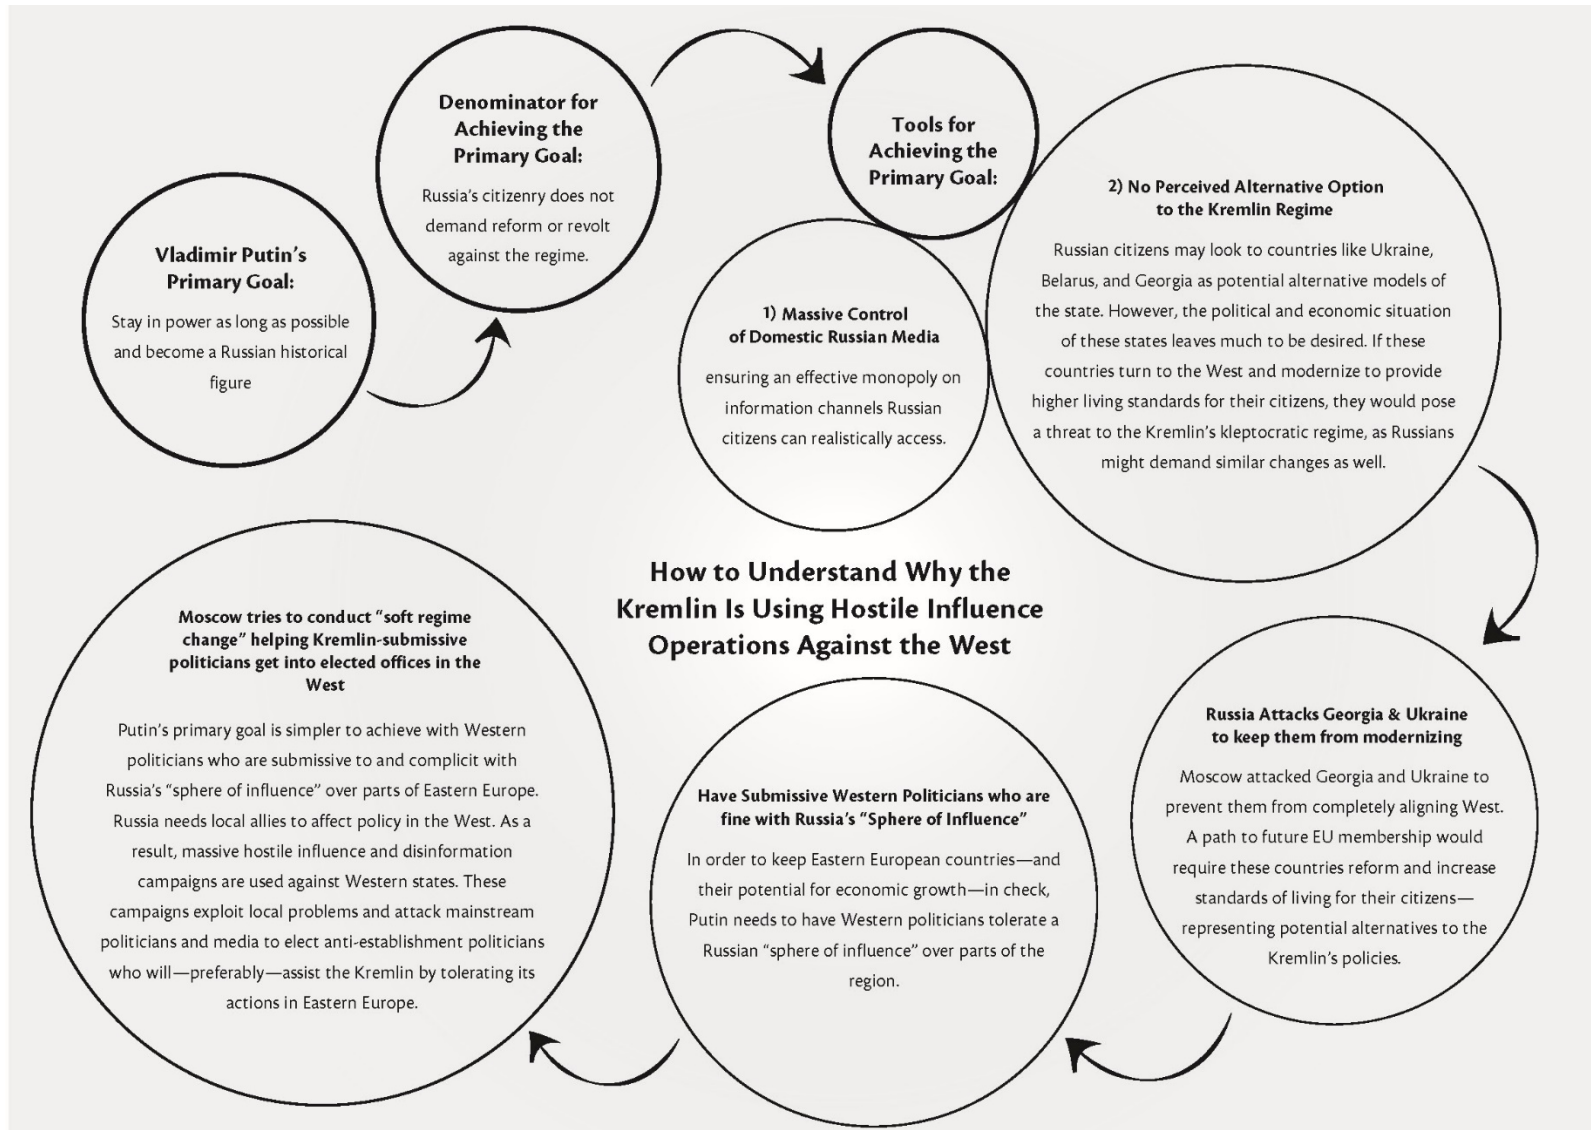 Vladimir Putin's
Primary Goal:
Stay in power as long as possible
and become a Russian historical
figure
Denominator for
Achieving the
Primary Goal:
Russia's citizenry does not
demand reform or revolt
against the regime.
Tools for
Achieving the
Primary Goal:
1) Massive Control
of Domestic Russian Media
ensuring an effective monopoly on
information channels Russian
citizens can realistically access.
2) No Perceived Alternative Option
to the Kremlin Regime
Russian citizens may look to countries like Ukraine,
Belarus, and Georgia as potential alternative models of
the state. However, the political and economic situation
of these states leaves much to be desired. If these
countries turn to the West and modernize to provide
higher living standards for their citizens, they would pose
a threat to the Kremlin's kleptocratic regime, as Russians
might demand similar changes as well.
How to Understand Why the
Kremlin Is Using Hostile Influence
Operations Against the West
Russia Attacks Georgia & Ukraine
to keep them from modernizing
Moscow attacked Georgia and Ukraine to
prevent them from completely aligning West.
A path to future EU membership would
require these countries reform and increase
standards of living for their citizens—
representing potential alternatives to the
Kremlin's policies.
Have Submissive Western Politicians who are
fine with Russia's "Sphere of Influence"
In order to keep Eastern European countries—and
their potential for economic growth—in check,
Putin needs to have Western politicians tolerate a
Russian "sphere of influence" over parts of the
region.
Moscow tries to conduct "soft regime
change" helping Kremlin-submissive
politicians get into elected offices in the
West
Putin's primary goal is simpler to achieve with Western
politicians who are submissive to and complicit with
Russia's "sphere of influence" over parts of Eastern Europe.
Russia needs local allies to affect policy in the West. As a
result, massive hostile influence and disinformation
campaigns are used against Western states. These
campaigns exploit local problems and attack mainstream
politicians and media to elect anti-establishment politicians
who will—preferably—assist the Kremlin by tolerating its
actions in Eastern Europe.